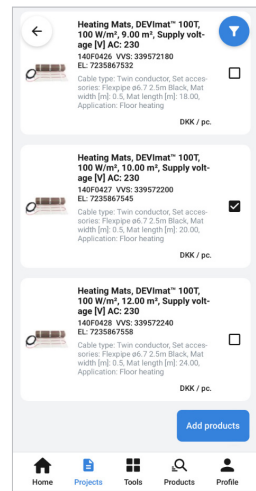 Heating Mats, DEVImat™ 100T,
100 W/m², 9.00 m², Supply volt-
age [V] AC: 230
140F0426 VVS: 339572180
EL: 7235867532
Cable type: Twin conductor, Set acces-
sories: Flexpipe ø6.7 2.5m Black, Mat
width [m]: 0.5, Mat length [m]: 18.00,
Application: Floor heating
DKK / pc.
Heating Mats, DEVImat™ 100T,
100 W/m², 10.00 m², Supply volt-
age [V] AC: 230
140F0427 VVS: 339572200
EL: 7235867545
Cable type: Twin conductor, Set acces-
sories: Flexpipe ø6.7 2.5m Black, Mat
width [m]: 0.5, Mat length [m]: 20.00,
Application: Floor heating
DKK / pc.
Heating Mats, DEVImat™ 100T,
100 W/m², 12.00 m², Supply volt-
age [V] AC: 230
140F0428 VVS: 339572240
EL: 7235867558
Cable type: Twin conductor, Set acces-
sories: Flexpipe ø6.7 2.5m Black, Mat
width [m]: 0.5, Mat length [m]: 24.00,
Application: Floor heating
DKK / pc.
Add products
Home Projects Tools Products Profile